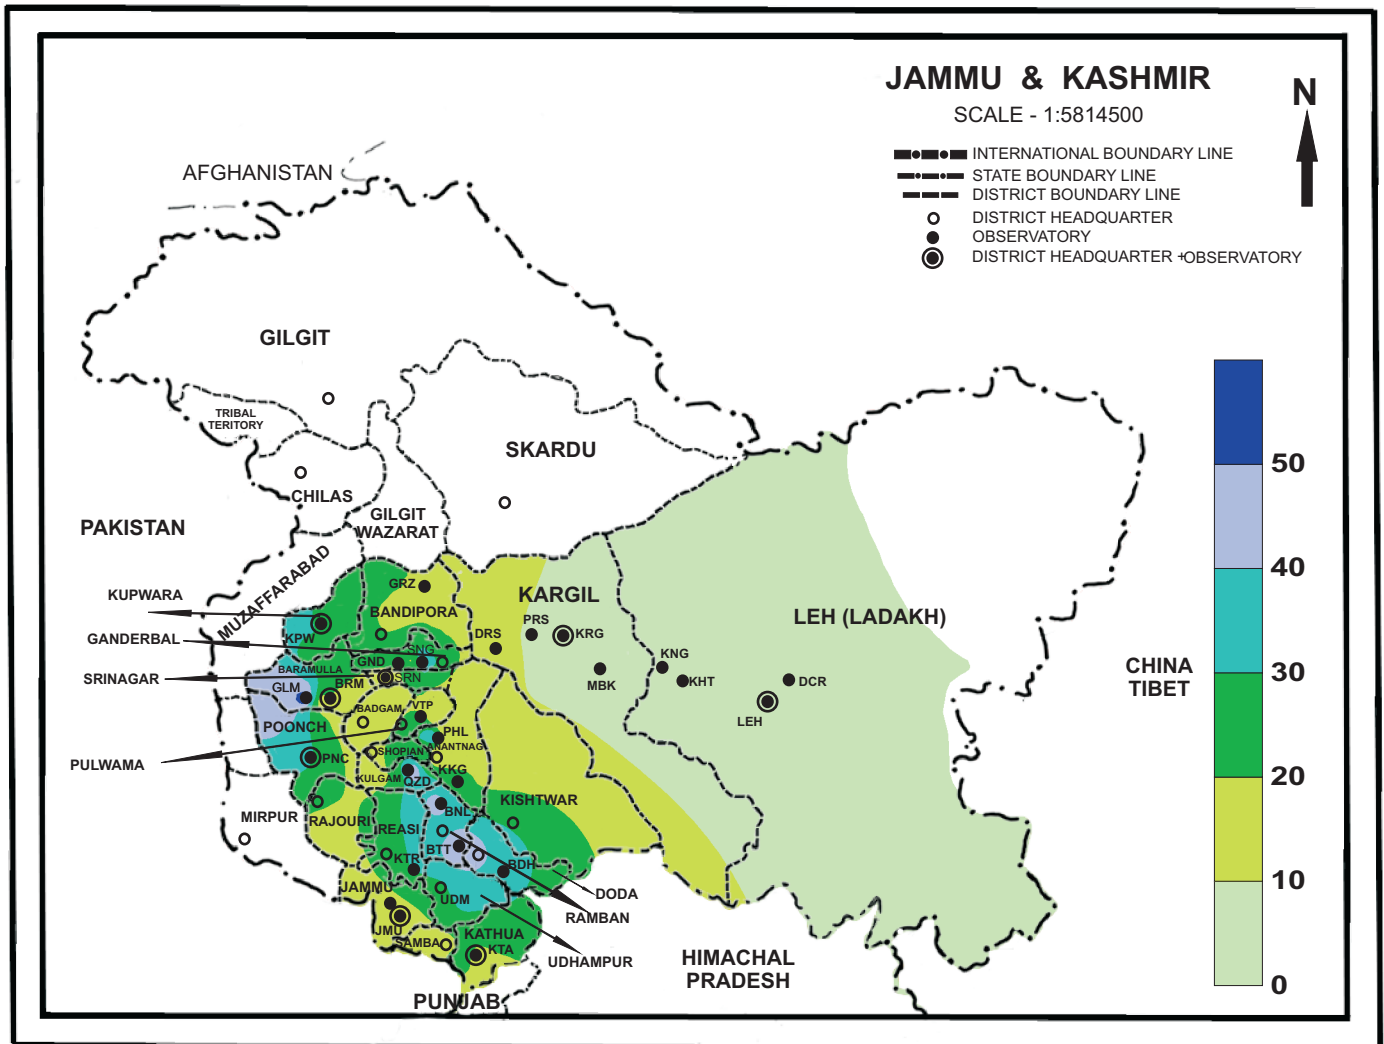 JAMMU & KASHMIR
SCALE - 1:5814500
N
INTERNATIONAL BOUNDARY LINE
STATE BOUNDARY LINE
DISTRICT BOUNDARY LINE
DISTRICT HEADQUARTER
OBSERVATORY
DISTRICT HEADQUARTER +OBSERVATORY
AFGHANISTAN
GILGIT
TRIBAL
TERITORY
SKARDU
CHILAS
GILGIT
WAZARAT
PAKISTAN
MUZAFFARABAD
KUPWARA
GANDERBAL
SRINAGAR
PULWAMA
GRZ
BANDIPORA
KPW
SNG
GND
BARAMULLA
SRN
GLM
BRM
BADGAM
VTP
POONCH
PHL
ANANTNAG
SHOPIAN
PNC
KULGAM
QZD
KKG
MIRPUR
RAJOURI
REASI
BNL
KISHTWAR
BTT
KTR
BDH
JAMMU
UDM
DODA
RAMBAN
JMU
SAMBA
KATHUA
KTA
UDHAMPUR
PUNJAB
HIMACHAL
PRADESH
KARGIL
DRS
PRS
KRG
MBK
KNG
KHT
LEH (LADAKH)
DCR
LEH
CHINA
TIBET
50
40
30
20
10
0